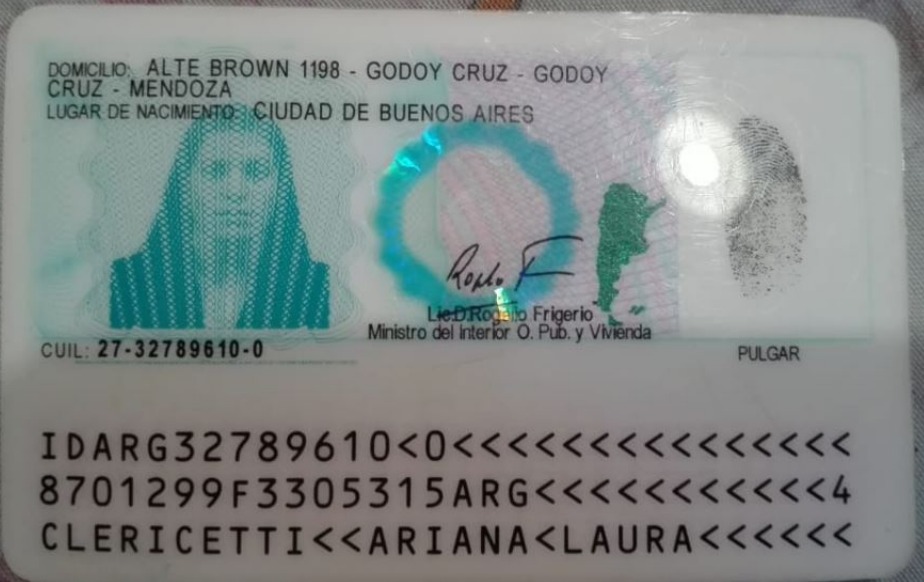 DOMICILIO: ALTE BROWN 1198 - GODOY CRUZ - GODOY
CRUZ - MENDOZA
LUGAR DE NACIMIENTO: CIUDAD DE BUENOS AIRES
Lic.D.Rogelio Frigerio
Ministro del Interior O. Pub. y Vivienda
CUIL: 27-32789610-0
PULGAR
IDARG32789610<0<<<<<<<<<<<<<<<
8701299F3305315ARG<<<<<<<<<<<4
CLERICETTI<<ARIANA<LAURA<<<<<<